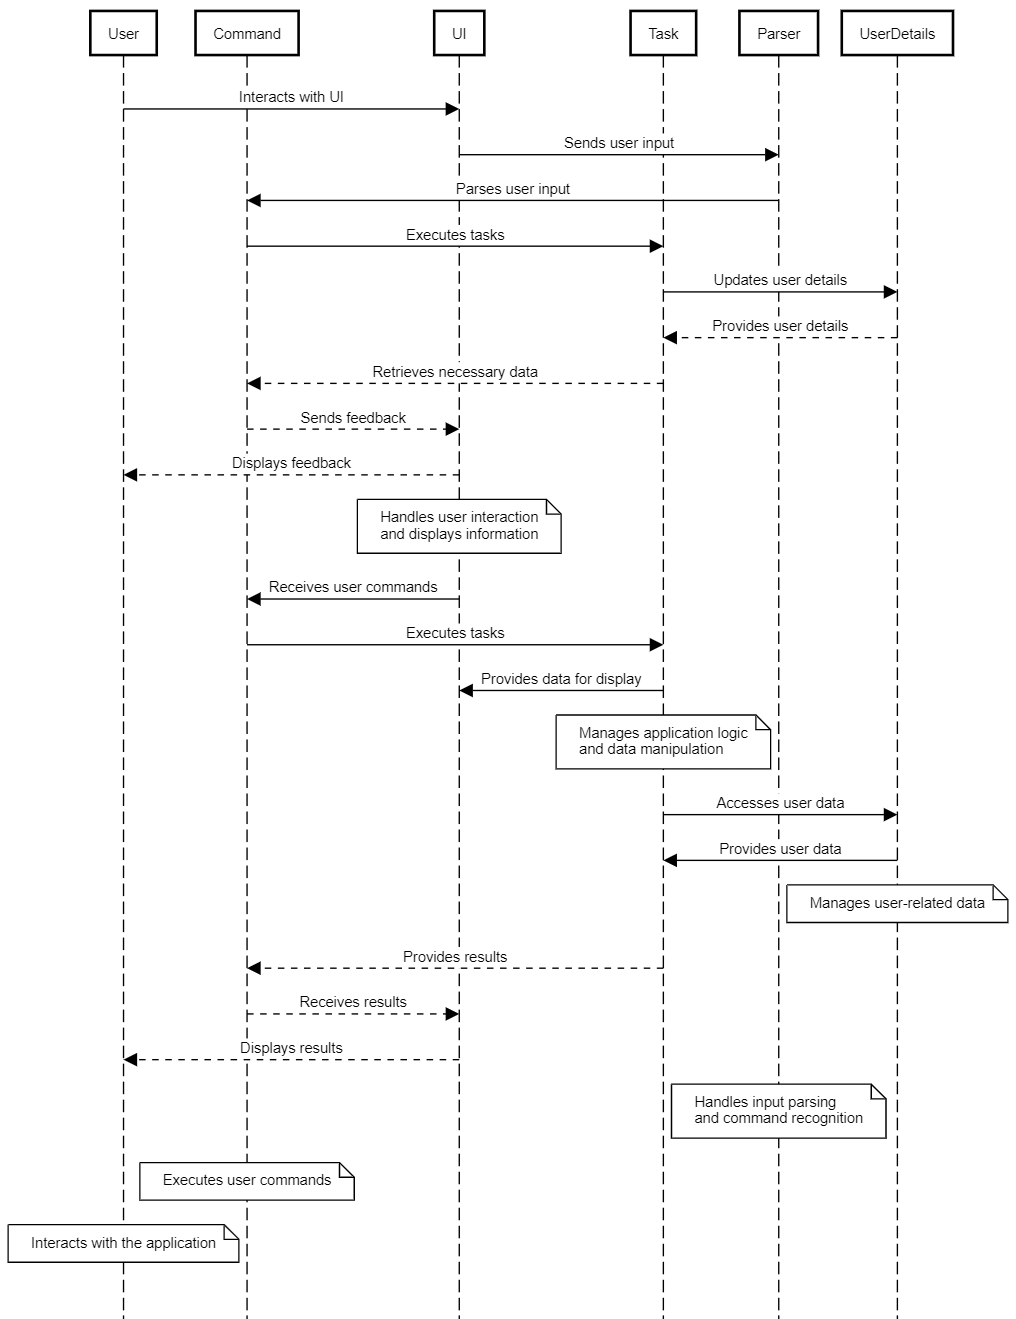 User
Command
UI
Task
Parser
UserDetails
Interacts with UI
Sends user input
Parses user input
Executes tasks
Updates user details
Provides user details
Retrieves necessary data
Sends feedback
Displays feedback
Handles user interaction
and displays information
Receives user commands
Executes tasks
Provides data for display
Manages application logic
and data manipulation
Accesses user data
Provides user data
Manages user-related data
Provides results
Receives results
Displays results
Handles input parsing
and command recognition
Executes user commands
Interacts with the application